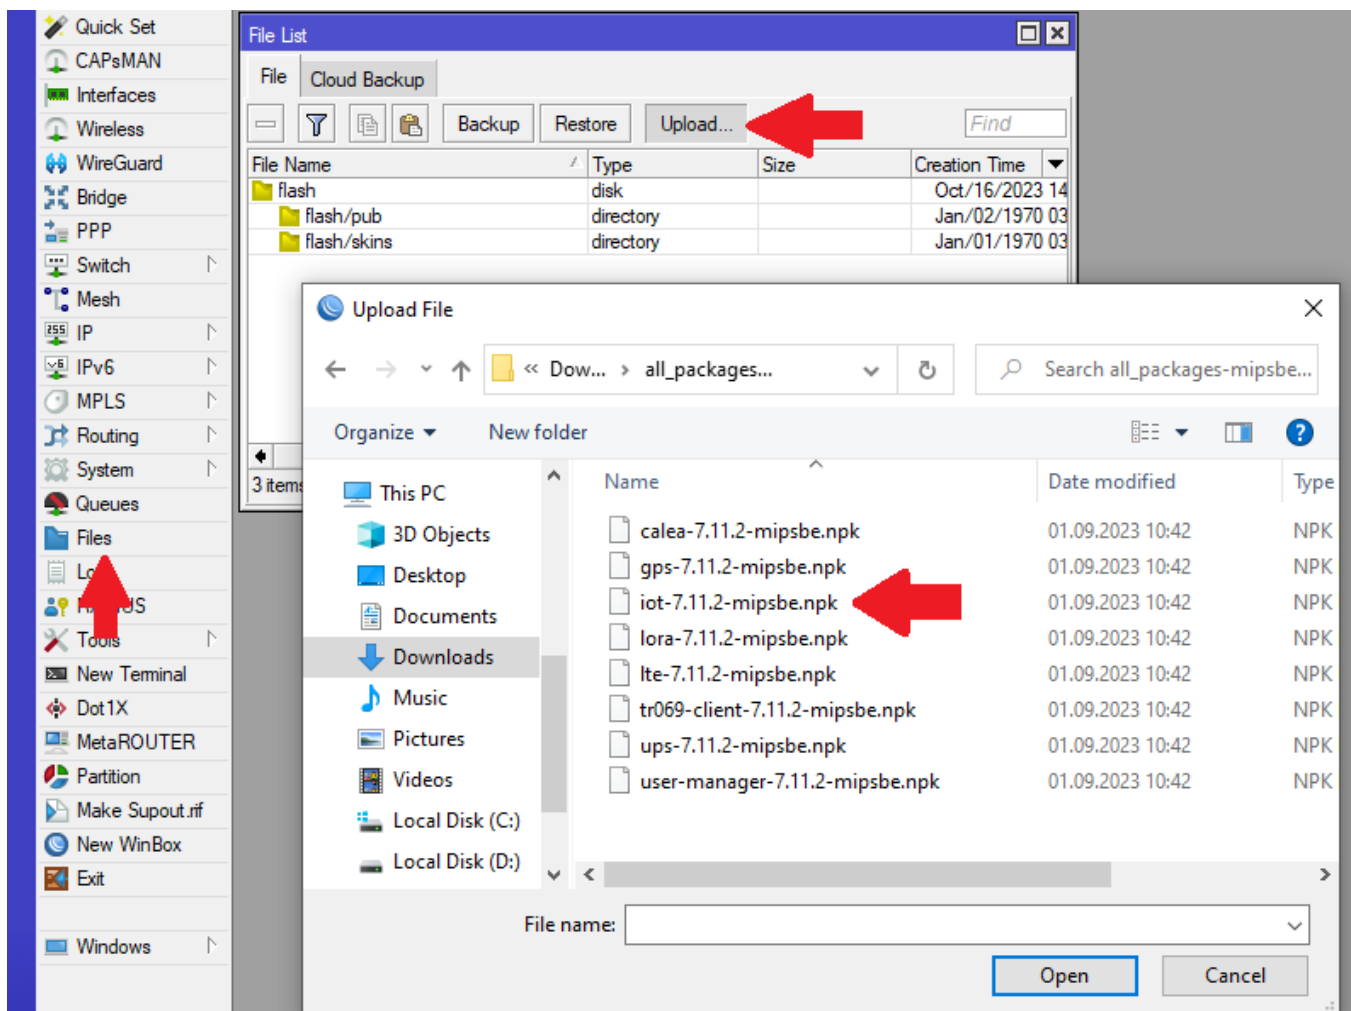 Quick Set
CAPsMAN
Interfaces
Wireless
WireGuard
Bridge
PPP
Switch
Mesh
255 IP
v6 IPv6
MPLS
Routing
System
Queues
Files
Tools
New Terminal
Dot1X
MetaROUTER
Partition
Make Supout.rif
New WinBox
Exit
Windows
File List
File Cloud Backup
Backup Restore Upload... Find
File Name Type Size Creation Time
flash disk Oct/16/2023 14
flash/pub directory Jan/02/1970 03
flash/skins directory Jan/01/1970 03
3 items
Upload File
« Dow... › all_packages... Search all_packages-mipsbe...
Organize New folder
This PC
3D Objects
Desktop
Documents
Downloads
Music
Pictures
Videos
Local Disk (C:)
Local Disk (D:)
Name Date modified Type
calea-7.11.2-mipsbe.npk 01.09.2023 10:42 NPK
gps-7.11.2-mipsbe.npk 01.09.2023 10:42 NPK
iot-7.11.2-mipsbe.npk 01.09.2023 10:42 NPK
lora-7.11.2-mipsbe.npk 01.09.2023 10:42 NPK
lte-7.11.2-mipsbe.npk 01.09.2023 10:42 NPK
tr069-client-7.11.2-mipsbe.npk 01.09.2023 10:42 NPK
ups-7.11.2-mipsbe.npk 01.09.2023 10:42 NPK
user-manager-7.11.2-mipsbe.npk 01.09.2023 10:42 NPK
File name:
Open Cancel